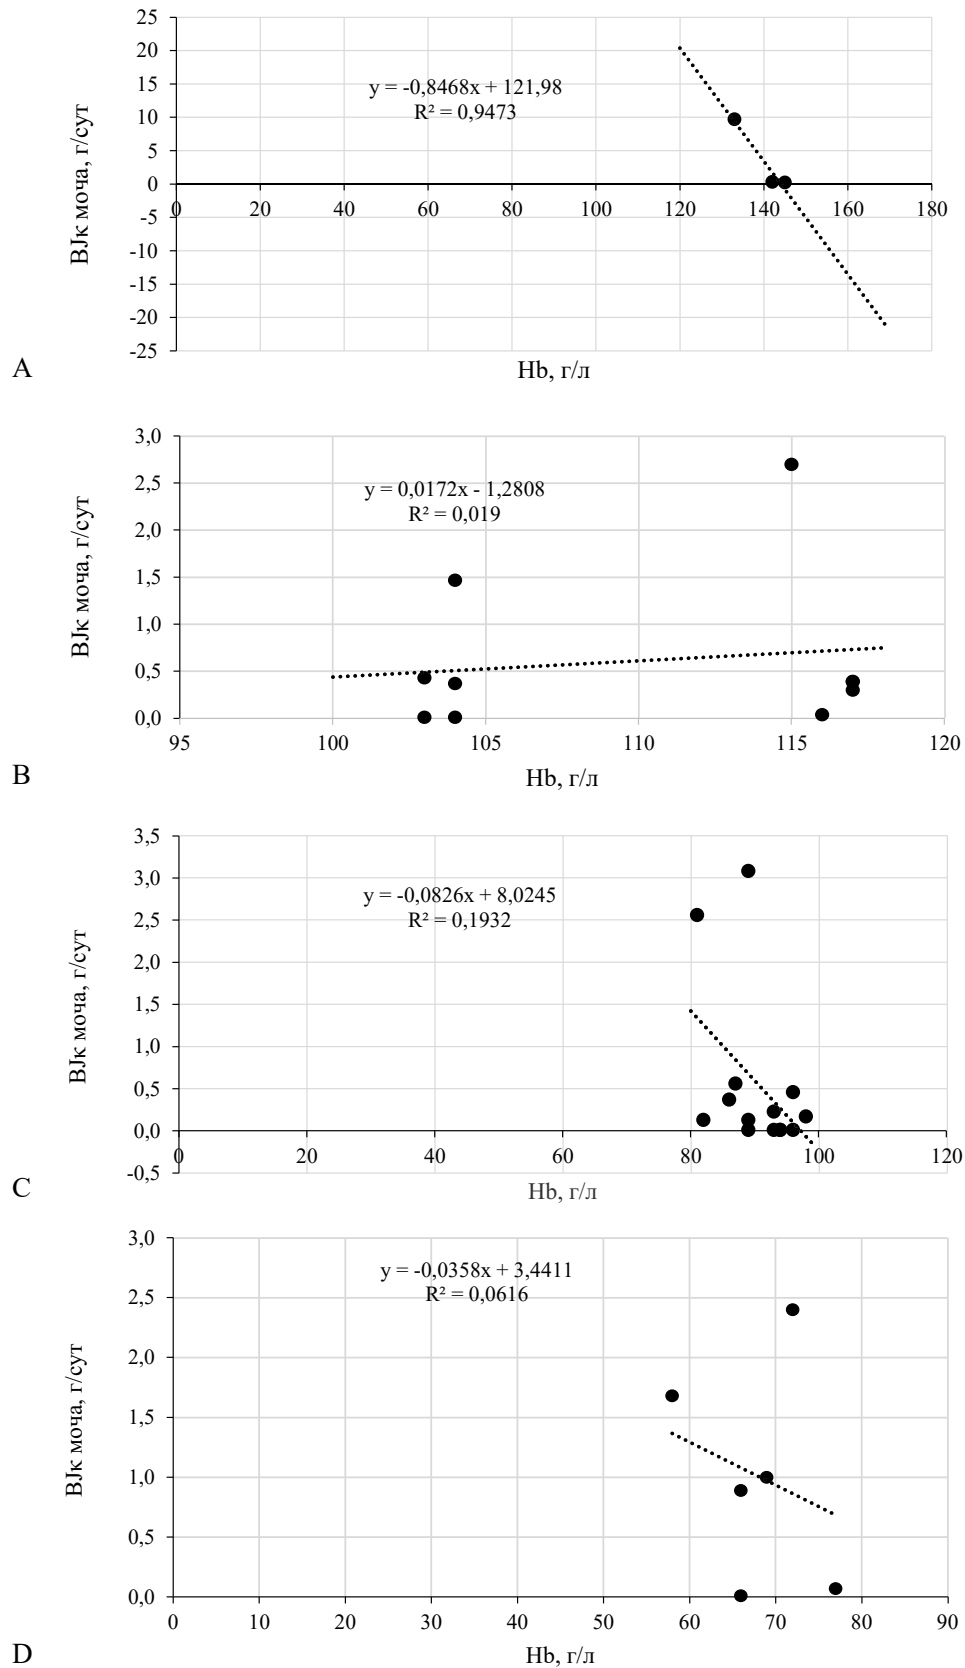 25
20
15
10
5
0
-5
-10
-15
-20
-25
BJк моча, г/сут
y = -0,8468x + 121,98
R² = 0,9473
0 20 40 60 80 100 120 140 160 180
Hb, г/л
A
3,0
2,5
2,0
1,5
1,0
0,5
0,0
BJк моча, г/сут
y = 0,0172x - 1,2808
R² = 0,019
95 100 105 110 115 120
Hb, г/л
B
3,5
3,0
2,5
2,0
1,5
1,0
0,5
0,0
-0,5
BJк моча, г/сут
y = -0,0826x + 8,0245
R² = 0,1932
0 20 40 60 80 100 120
Hb, г/л
C
3,0
2,5
2,0
1,5
1,0
0,5
0,0
BJк моча, г/сут
y = -0,0358x + 3,4411
R² = 0,0616
0 10 20 30 40 50 60 70 80 90
Hb, г/л
D